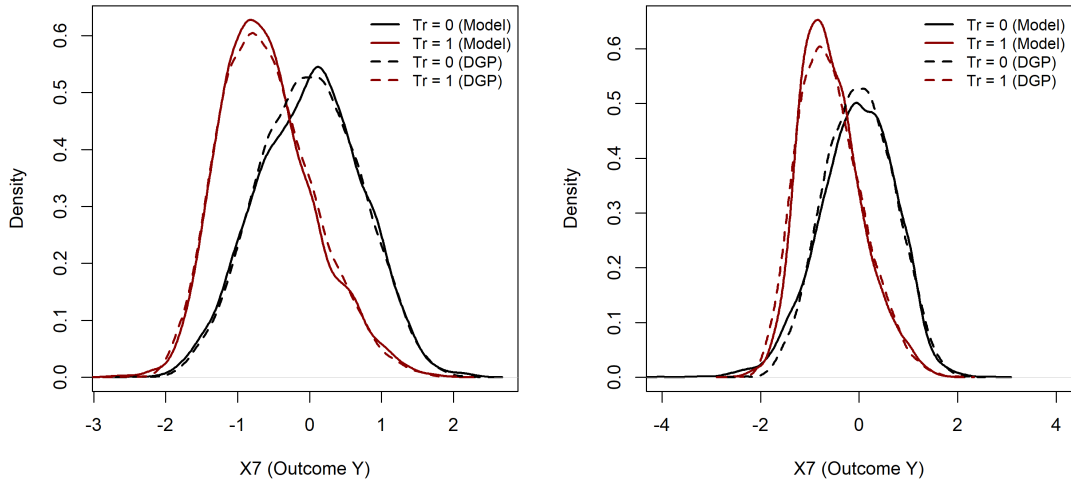 Tr = 0 (Model)
Tr = 1 (Model)
Tr = 0 (DGP)
Tr = 1 (DGP)
Density
0.0 0.1 0.2 0.3 0.4 0.5 0.6
-3 -2 -1 0 1 2
X7 (Outcome Y)
Tr = 0 (Model)
Tr = 1 (Model)
Tr = 0 (DGP)
Tr = 1 (DGP)
Density
0.0 0.1 0.2 0.3 0.4 0.5 0.6
-4 -2 0 2 4
X7 (Outcome Y)